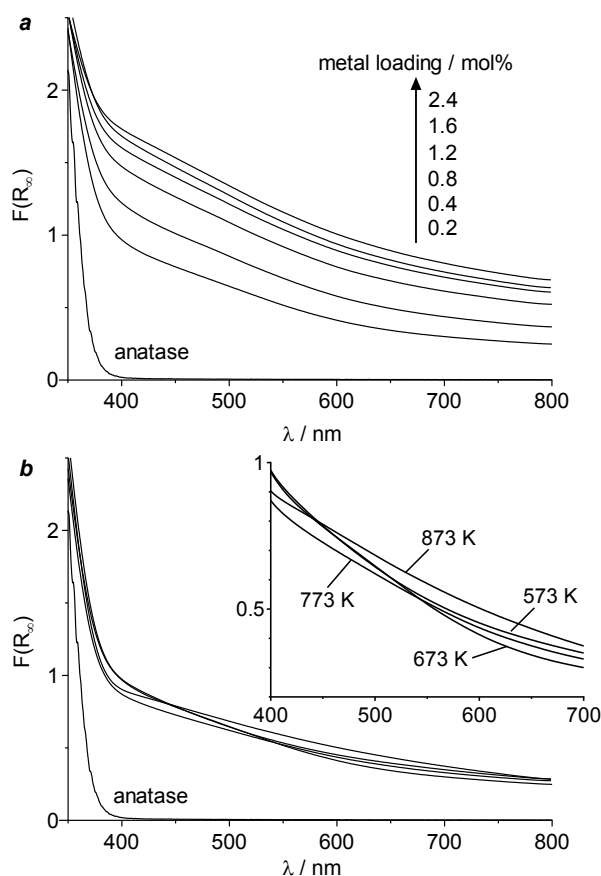 a
metal loading / mol%
2.4
1.6
1.2
0.8
0.4
0.2
2
1
0
F(R∞)
anatase
400 500 600 700 800
λ / nm
b
2
1
0
F(R∞)
anatase
1
0.5
873 K
573 K
773 K
673 K
400 500 600 700
400 500 600 700 800
λ / nm